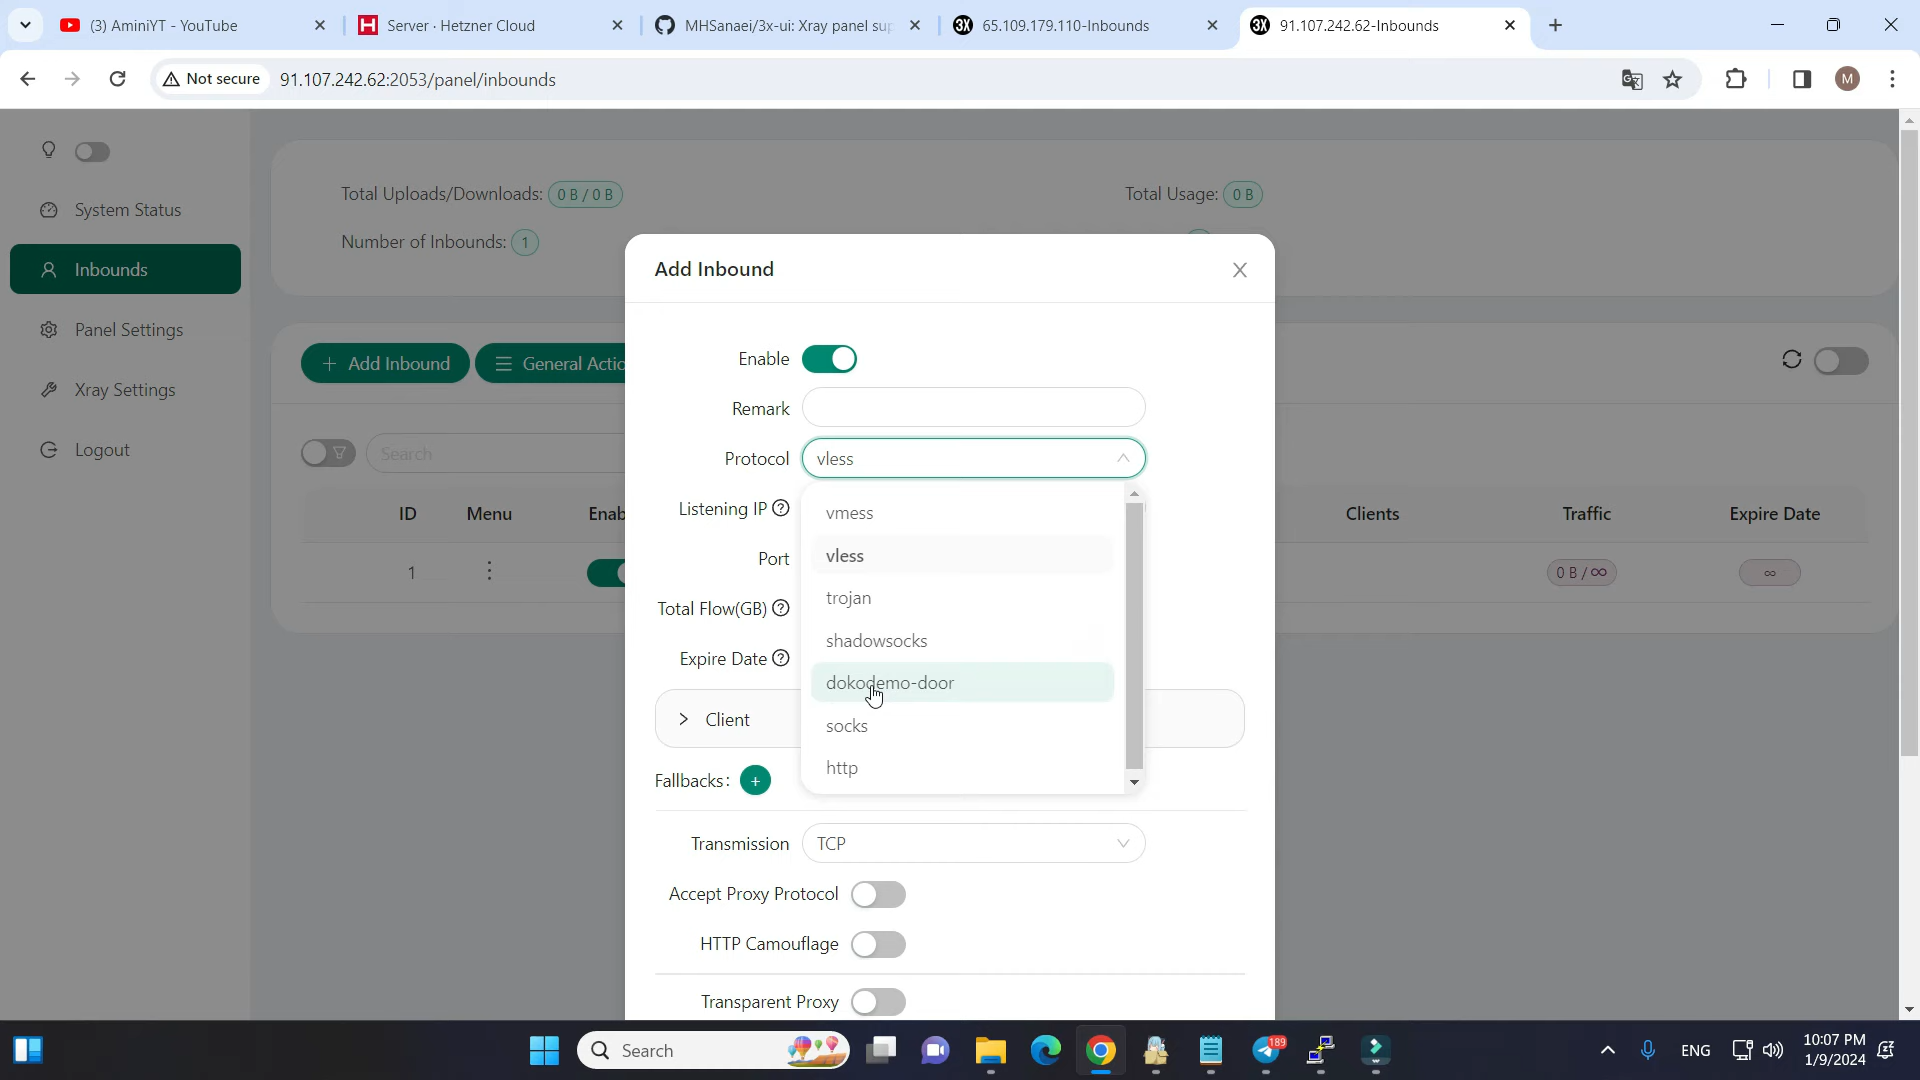 (3) AminiYT - YouTube
Server · Hetzner Cloud
MHSanaei/3x-ui: Xray panel sup
3X 65.109.179.110-Inbounds
3X 91.107.242.62-Inbounds
Not secure 91.107.242.62:2053/panel/inbounds
M
System Status
Inbounds
Panel Settings
Xray Settings
Logout
Total Uploads/Downloads: 0 B / 0 B
Total Usage: 0 B
Number of Inbounds: 1
+ Add Inbound
General Actio
Search
ID Menu Enab Clients Traffic Expire Date
1 0 B / ∞ ∞
Add Inbound
Enable
Remark
Protocol vless
Listening IP ?
Port
Total Flow(GB) ?
Expire Date ?
vmess
vless
trojan
shadowsocks
dokodemo-door
socks
http
> Client
Fallbacks: +
Transmission TCP
Accept Proxy Protocol
HTTP Camouflage
Transparent Proxy
Search
189
ENG
10:07 PM
1/9/2024